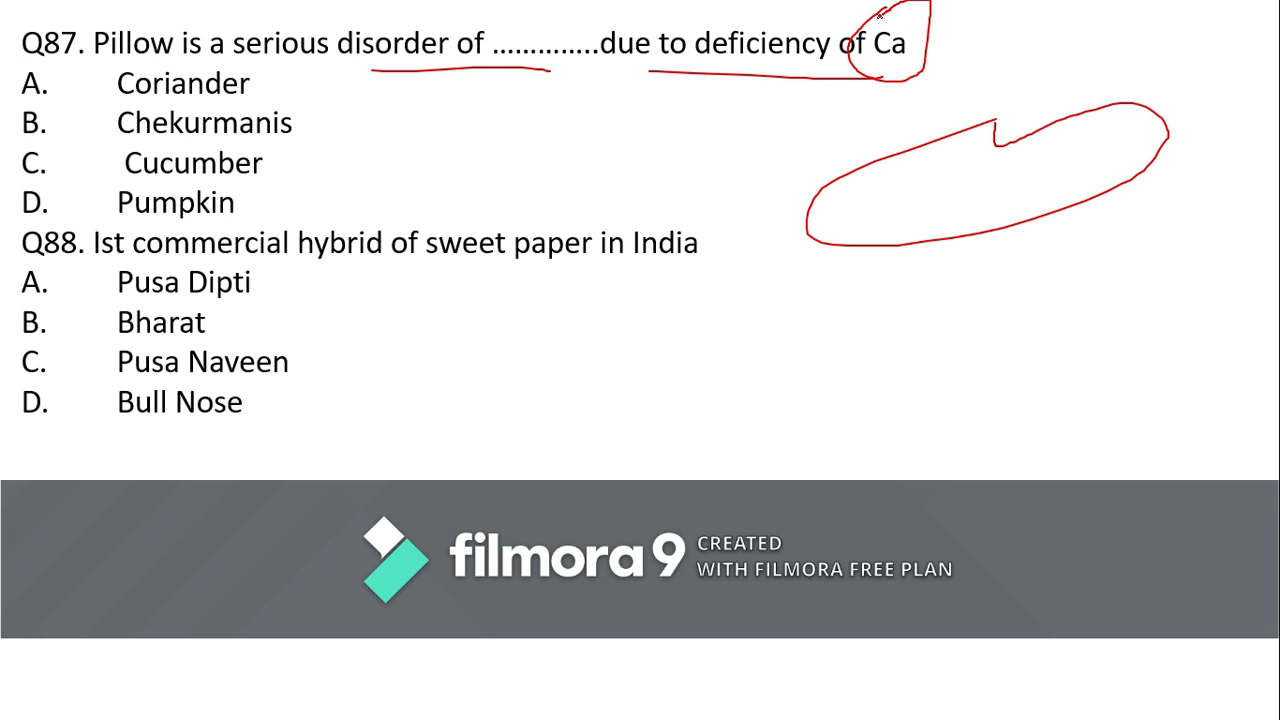 Q87. Pillow is a serious disorder of ..............due to deficiency of Ca
A. Coriander
B. Chekurmanis
C. Cucumber
D. Pumpkin
Q88. Ist commercial hybrid of sweet paper in India
A. Pusa Dipti
B. Bharat
C. Pusa Naveen
D. Bull Nose
filmora 9 CREATED
WITH FILMORA FREE PLAN